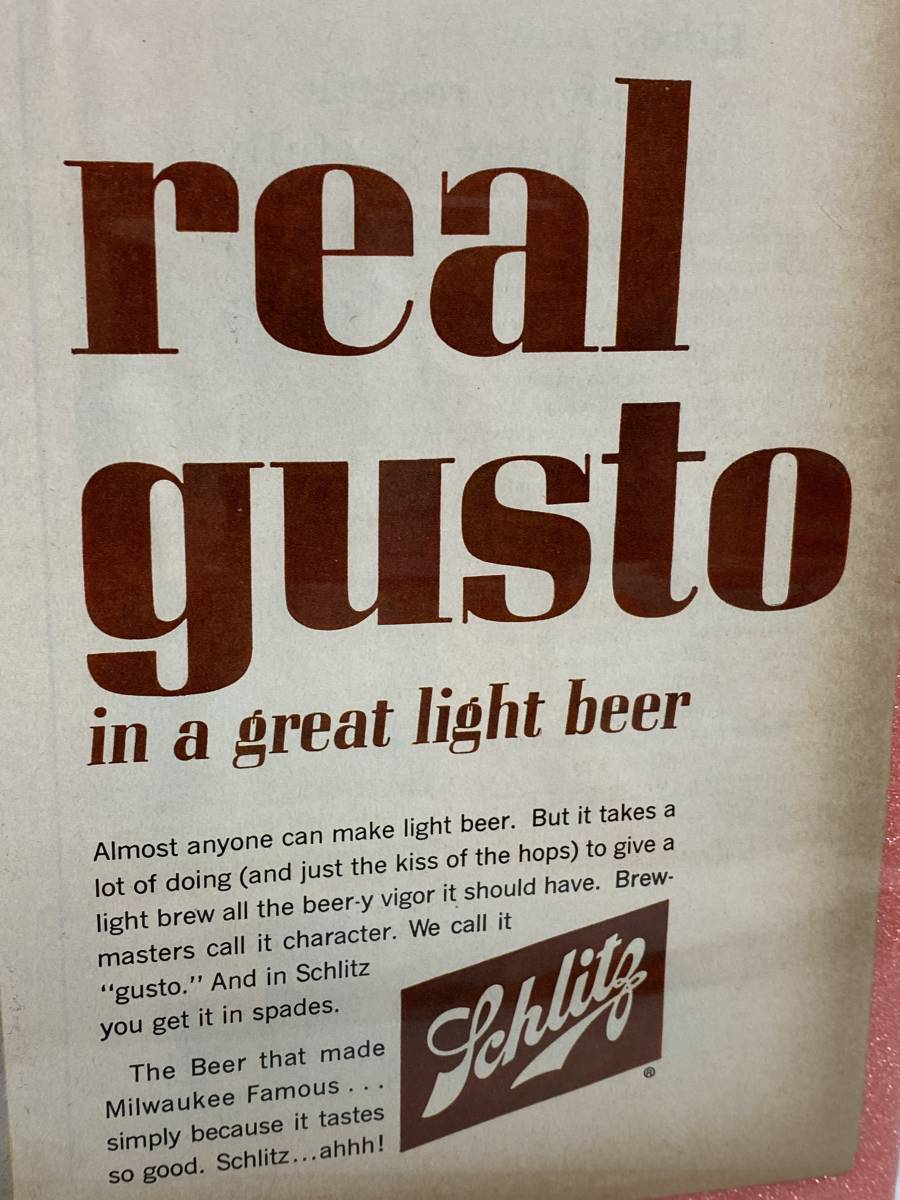 real
gusto
in a great light beer
Almost anyone can make light beer. But it takes a
lot of doing (and just the kiss of the hops) to give a
light brew all the beer-y vigor it should have. Brew-
masters call it character. We call it
“gusto.” And in Schlitz
you get it in spades.
The Beer that made
Milwaukee Famous . . .
simply because it tastes
so good. Schlitz...ahhh!
Schlitz
®